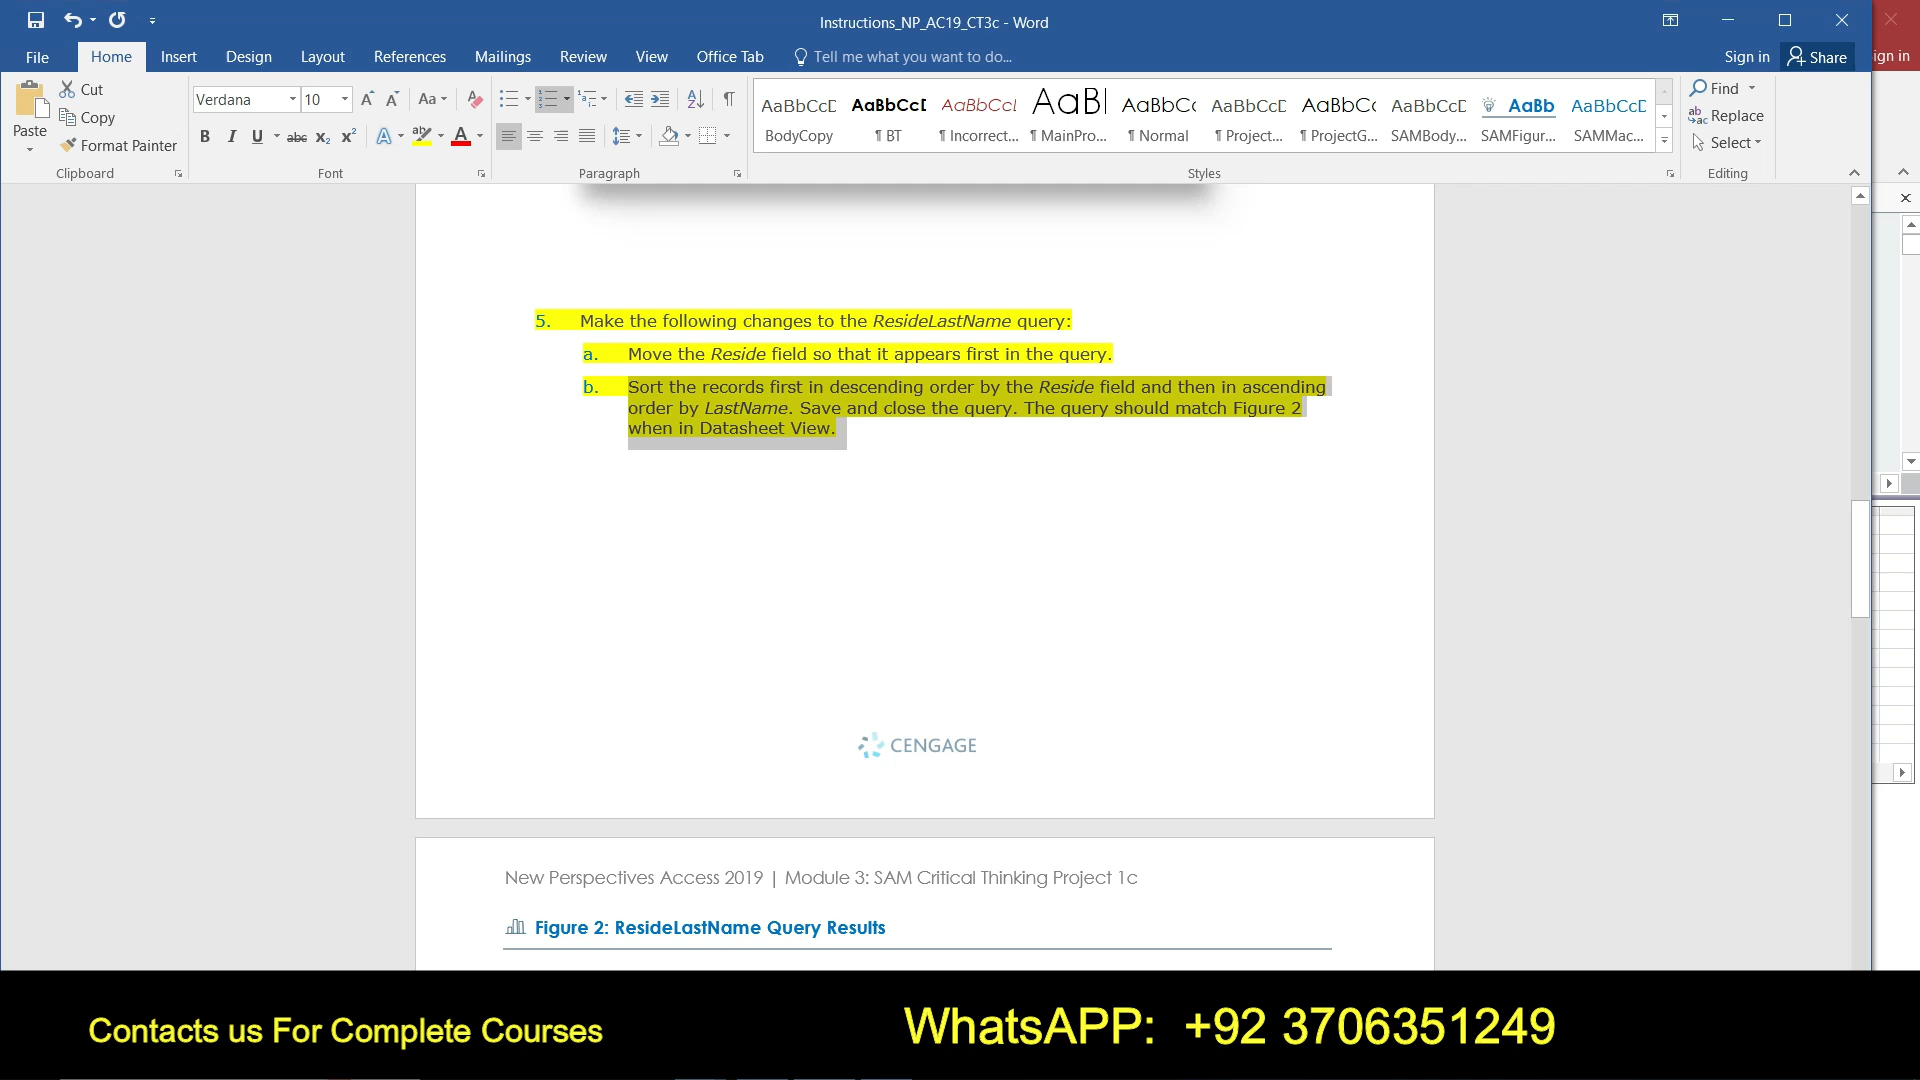 Instructions_NP_AC19_CT3c - Word
File Home Insert Design Layout References Mailings Review View Office Tab Tell me what you want to do... Sign in Share
Paste
Cut
Copy
Format Painter
Clipboard
Verdana 10 Aa
B I U abc X₂ X² A ab A
Font
Paragraph
AaBbCcD AaBbCcD AaBbCcI AaBl AaBbCc AaBbCcD AaBbCc AaBbCcD AaBb AaBbCcD
BodyCopy ¶ BT ¶ Incorrect... ¶ MainPro... ¶ Normal ¶ Project... ¶ ProjectG... SAMBody... SAMFigur... SAMMac...
Styles
Find
Replace
Select
Editing
5. Make the following changes to the ResideLastName query:
a. Move the Reside field so that it appears first in the query.
b. Sort the records first in descending order by the Reside field and then in ascending
order by LastName. Save and close the query. The query should match Figure 2
when in Datasheet View.
CENGAGE
New Perspectives Access 2019 | Module 3: SAM Critical Thinking Project 1c
Figure 2: ResideLastName Query Results
Contacts us For Complete Courses
WhatsAPP: +92 3706351249